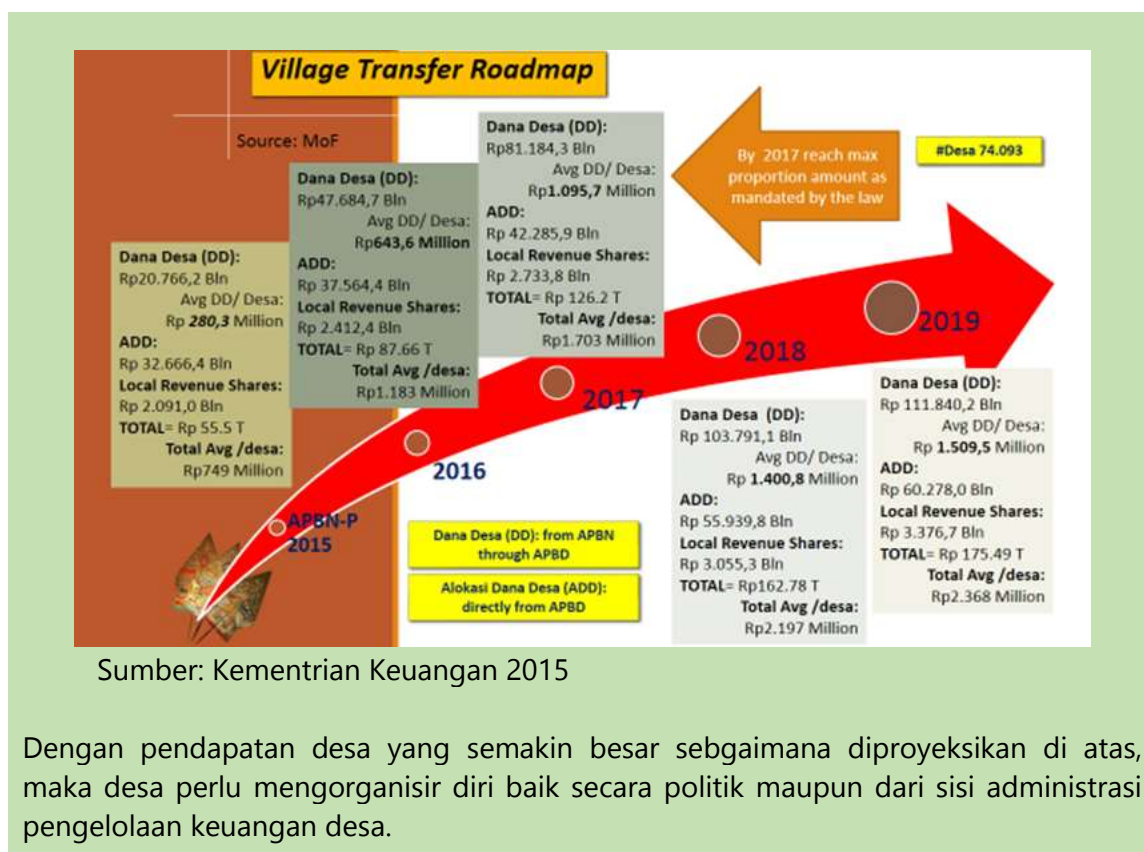 Village Transfer Roadmap
Source: MoF
Dana Desa (DD):
Rp20.766,2 Bln
Avg DD/ Desa:
Rp 280,3 Million
ADD:
Rp 32.666,4 Bln
Local Revenue Shares:
Rp 2.091,0 Bln
TOTAL= Rp 55.5 T
Total Avg /desa:
Rp749 Million
Dana Desa (DD):
Rp47.684,7 Bln
Avg DD/ Desa:
Rp643,6 Million
ADD:
Rp 37.564,4 Bln
Local Revenue Shares:
Rp 2.412,4 Bln
TOTAL= Rp 87.66 T
Total Avg /desa:
Rp1.183 Million
Dana Desa (DD):
Rp81.184,3 Bln
Avg DD/ Desa:
Rp1.095,7 Million
ADD:
Rp 42.285,9 Bln
Local Revenue Shares:
Rp 2.733,8 Bln
TOTAL= Rp 126.2 T
Total Avg /desa:
Rp1.703 Million
By 2017 reach max
proportion amount as
mandated by the law
#Desa 74.093
APBN-P
2015
2016
2017
2018
2019
Dana Desa (DD): from APBN
through APBD
Alokasi Dana Desa (ADD):
directly from APBD
Dana Desa (DD):
Rp 103.791,1 Bln
Avg DD/ Desa:
Rp 1.400,8 Million
ADD:
Rp 55.939,8 Bln
Local Revenue Shares:
Rp 3.055,3 Bln
TOTAL= Rp162.78 T
Total Avg /desa:
Rp2.197 Million
Dana Desa (DD):
Rp 111.840,2 Bln
Avg DD/ Desa:
Rp 1.509,5 Million
ADD:
Rp 60.278,0 Bln
Local Revenue Shares:
Rp 3.376,7 Bln
TOTAL= Rp 175.49 T
Total Avg /desa:
Rp2.368 Million
Sumber: Kementrian Keuangan 2015
Dengan pendapatan desa yang semakin besar sebgaimana diproyeksikan di atas,
maka desa perlu mengorganisir diri baik secara politik maupun dari sisi administrasi
pengelolaan keuangan desa.